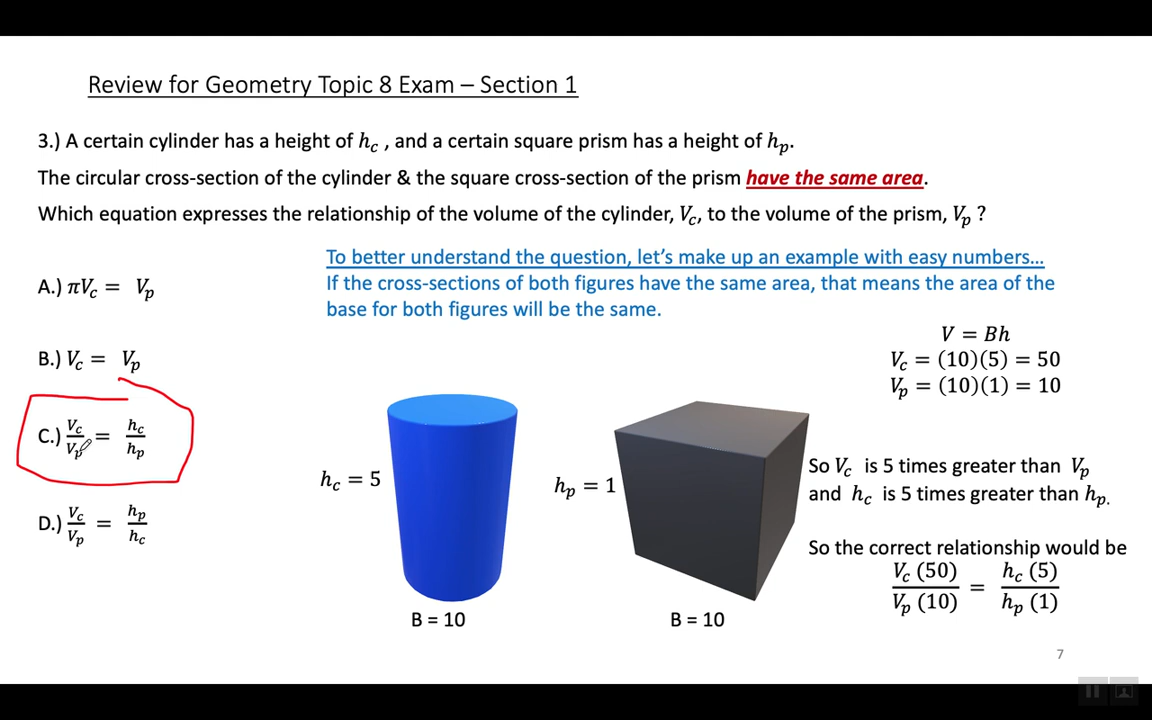 Review for Geometry Topic 8 Exam – Section 1
3.) A certain cylinder has a height of h_c , and a certain square prism has a height of h_p.
The circular cross-section of the cylinder & the square cross-section of the prism have the same area.
Which equation expresses the relationship of the volume of the cylinder, V_c, to the volume of the prism, V_p ?
To better understand the question, let's make up an example with easy numbers…
If the cross-sections of both figures have the same area, that means the area of the
base for both figures will be the same.
A.) πV_c = V_p
B.) V_c = V_p
C.) V_c/V_p = h_c/h_p
D.) V_c/V_p = h_p/h_c
h_c = 5
B = 10
h_p = 1
B = 10
V = Bh
V_c = (10)(5) = 50
V_p = (10)(1) = 10
So V_c is 5 times greater than V_p
and h_c is 5 times greater than h_p.
So the correct relationship would be
V_c (50)/V_p (10) = h_c (5)/h_p (1)
7